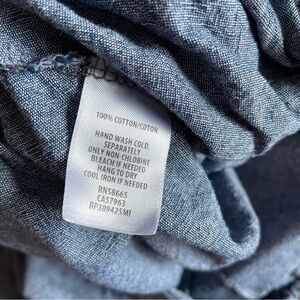 100% COTTON/COTON
HAND WASH COLD,
SEPARATELY
ONLY NON CHLORINE
BLEACH IF NEEDED
HANG TO DRY
COOL IRON IF NEEDED
RN58665
CA57963
BP389425MI